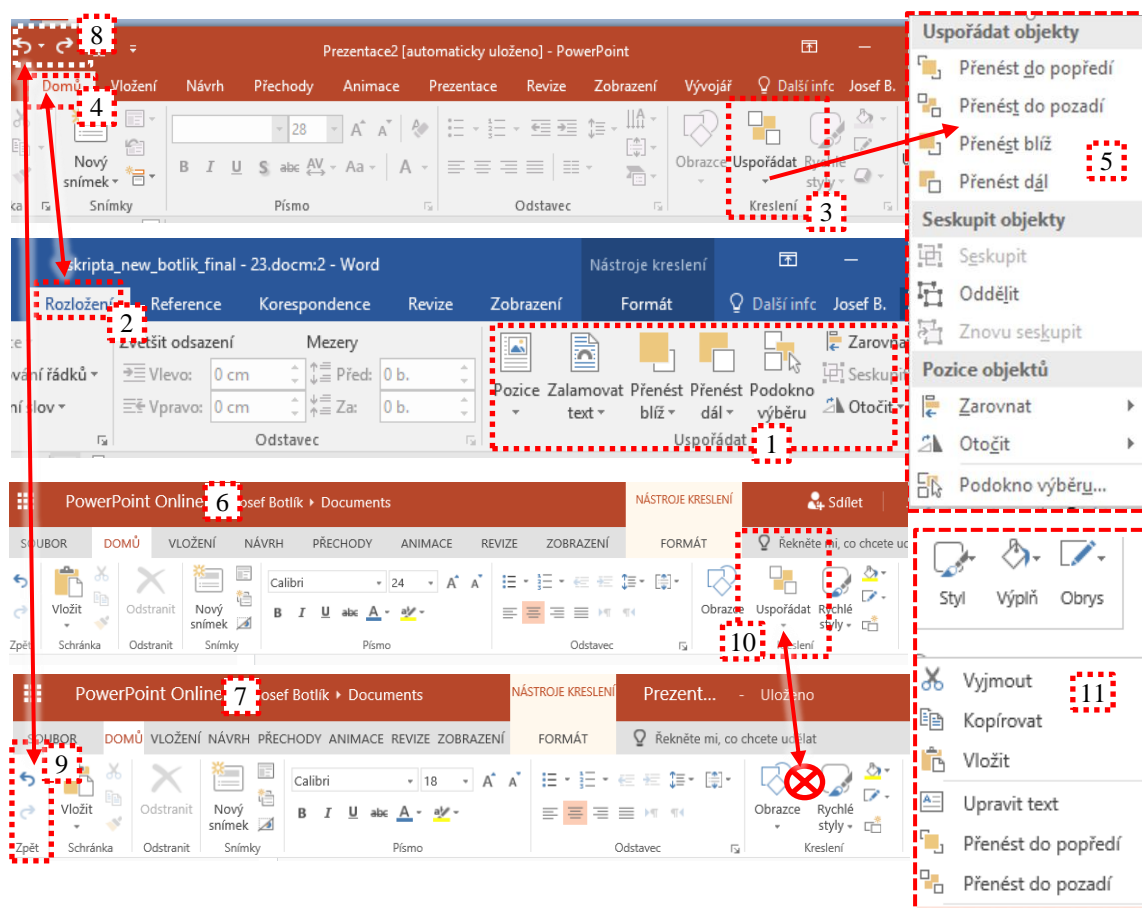 8
Prezentace2 [automaticky uloženo] - PowerPoint
Domů Vložení Návrh Přechody Animace Prezentace Revize Zobrazení Vývojář Další infc Josef B.
4
28
Nový
snímek
B I U S abc AV Aa A
Obrazce Uspořádat Rychlé
styly
Snímky Písmo Odstavec Kreslení
3
skripta_new_botlik_final - 23.docm:2 - Word
Nástroje kreslení
Rozložení Reference Korespondence Revize Zobrazení Formát Další infc Josef B.
2
Zvětšit odsazení Mezery
řádků
Vlevo: 0 cm Před: 0 b.
Vpravo: 0 cm Za: 0 b.
Odstavec
Pozice Zalamovat Přenést Přenést Podokno
text blíž dál výběru
Zarovna
Seskupi
Otočit
Uspořádat
1
PowerPoint Online 6 Josef Botlík Documents
NÁSTROJE KRESLENÍ
Sdílet
SOUBOR DOMŮ VLOŽENÍ NÁVRH PŘECHODY ANIMACE REVIZE ZOBRAZENÍ FORMÁT Řekněte mi, co chcete uc
Calibri 24
Vložit Odstranit Nový
snímek
B I U abc A
Obrazce Uspořádat Rychlé
styly
Zpět Schránka Odstranit Snímky Písmo Odstavec Kreslení
10
PowerPoint Online 7 Josef Botlík Documents
NÁSTROJE KRESLENÍ
Prezent... - Uloženo
SOUBOR DOMŮ VLOŽENÍ NÁVRH PŘECHODY ANIMACE REVIZE ZOBRAZENÍ FORMÁT Řekněte mi, co chcete udělat
9
Calibri 18
Vložit Odstranit Nový
snímek
B I U abc A
Obrazce Rychlé
styly
Zpět Schránka Odstranit Snímky Písmo Odstavec Kreslení
Uspořádat objekty
Přenést do popředí
Přenést do pozadí
Přenést blíž
Přenést dál
5
Seskupit objekty
Seskupit
Oddělit
Znovu seskupit
Pozice objektů
Zarovnat
Otočit
Podokno výběru...
Styl Výplň Obrys
Vyjmout
11
Kopírovat
Vložit
Upravit text
Přenést do popředí
Přenést do pozadí